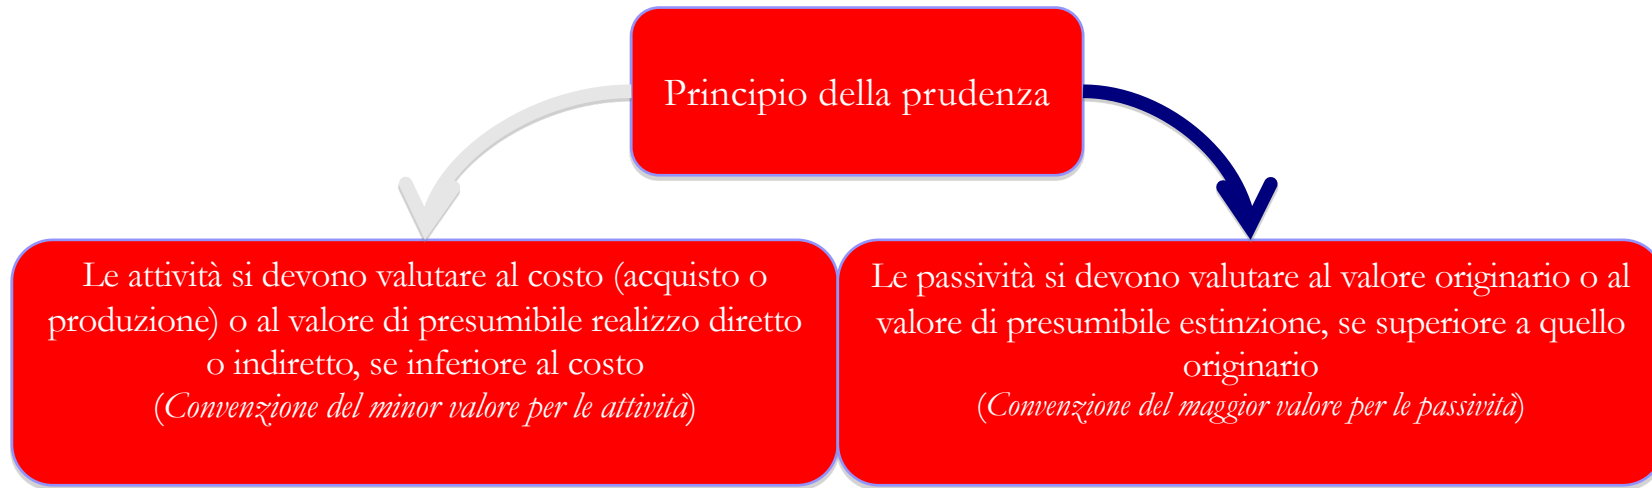 Principio della prudenza
Le attività si devono valutare al costo (acquisto o
produzione) o al valore di presumibile realizzo diretto
o indiretto, se inferiore al costo
(Convenzione del minor valore per le attività)
Le passività si devono valutare al valore originario o al
valore di presumibile estinzione, se superiore a quello
originario
(Convenzione del maggior valore per le passività)